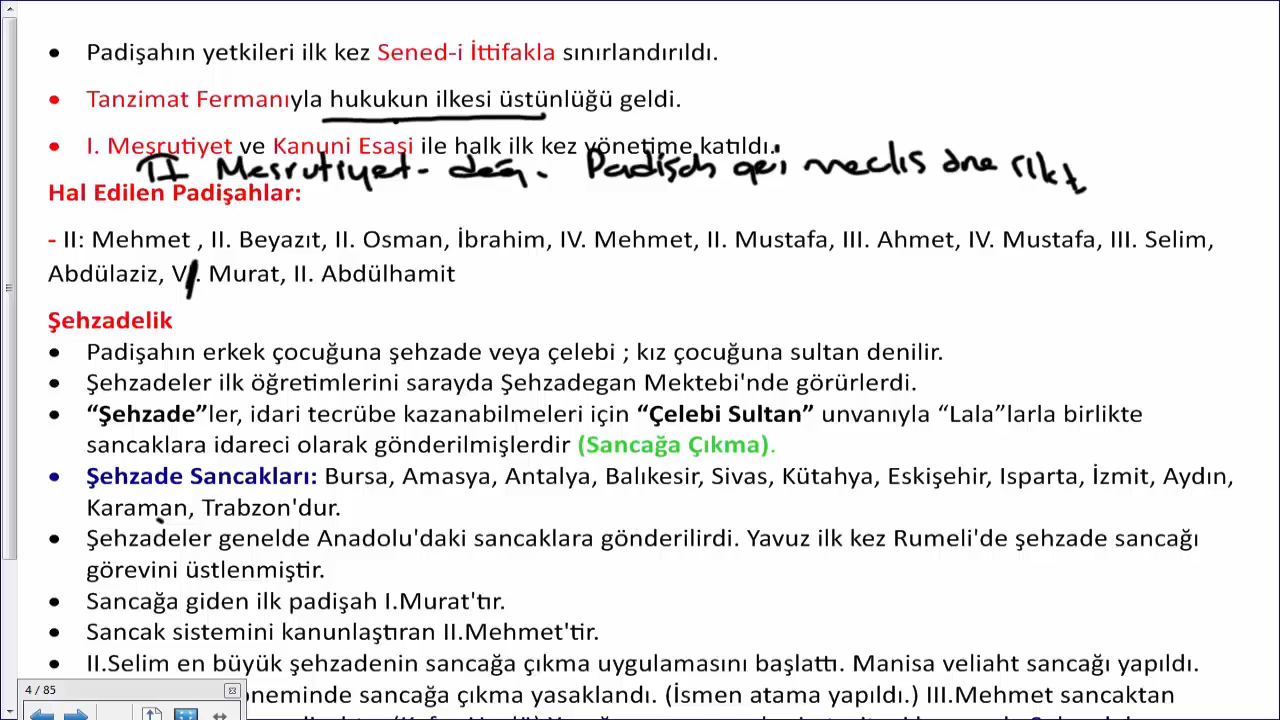 • Padişahın yetkileri ilk kez Sened-i İttifakla sınırlandırıldı.
• Tanzimat Fermanıyla hukukun ilkesi üstünlüğü geldi.
• I. Meşrutiyet ve Kanuni Esasi ile halk ilk kez yönetime katıldı.
II Meşrutiyet - değ. Padişah geri meclis öne çıktı
Hal Edilen Padişahlar:
- II: Mehmet , II. Beyazıt, II. Osman, İbrahim, IV. Mehmet, II. Mustafa, III. Ahmet, IV. Mustafa, III. Selim,
Abdülaziz, V. Murat, II. Abdülhamit
Şehzadelik
• Padişahın erkek çocuğuna şehzade veya çelebi ; kız çocuğuna sultan denilir.
• Şehzadeler ilk öğretimlerini sarayda Şehzadegan Mektebi'nde görürlerdi.
• “Şehzade”ler, idari tecrübe kazanabilmeleri için “Çelebi Sultan” unvanıyla “Lala”larla birlikte
sancaklara idareci olarak gönderilmişlerdir (Sancağa Çıkma).
• Şehzade Sancakları: Bursa, Amasya, Antalya, Balıkesir, Sivas, Kütahya, Eskişehir, Isparta, İzmit, Aydın,
Karaman, Trabzon'dur.
• Şehzadeler genelde Anadolu'daki sancaklara gönderilirdi. Yavuz ilk kez Rumeli'de şehzade sancağı
görevini üstlenmiştir.
• Sancağa giden ilk padişah I.Murat'tır.
• Sancak sistemini kanunlaştıran II.Mehmet'tir.
• II.Selim en büyük şehzadenin sancağa çıkma uygulamasını başlattı. Manisa veliaht sancağı yapıldı.
4 / 85
döneminde sancağa çıkma yasaklandı. (İsmen atama yapıldı.) III.Mehmet sancaktan